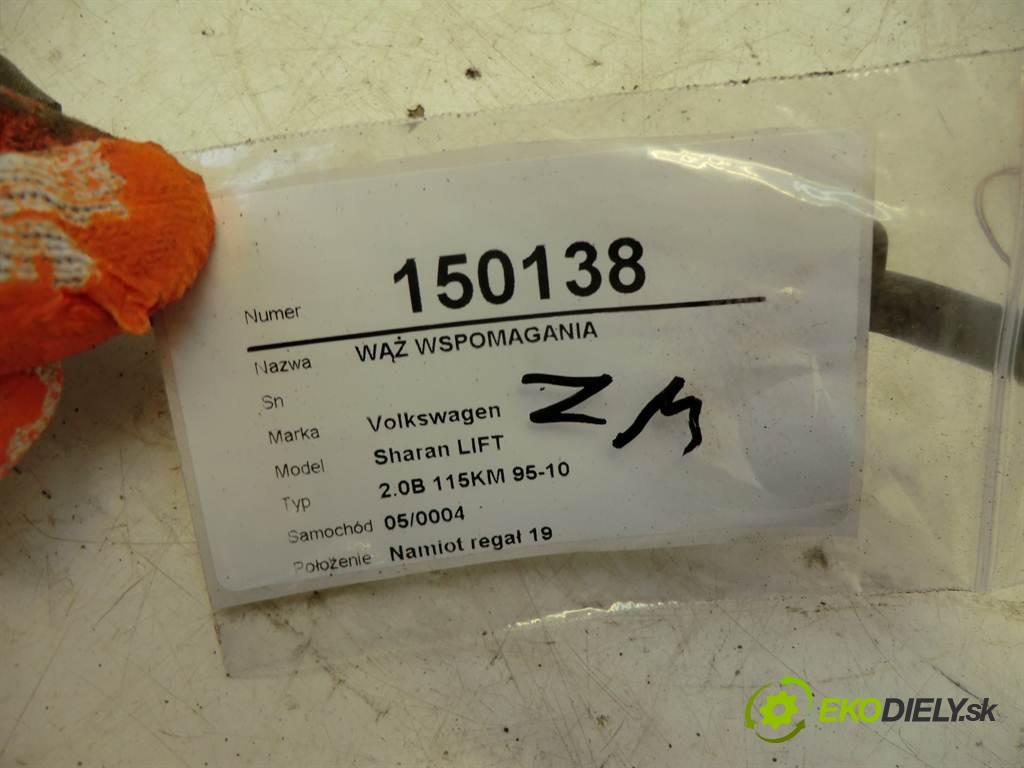 Numer 150138
Nazwa WĄŻ WSPOMAGANIA
Sn
Marka Volkswagen
Model Sharan LIFT
Typ 2.0B 115KM 95-10
Samochód 05/0004
Położenie Namiot regał 19
EKODIELY.sk